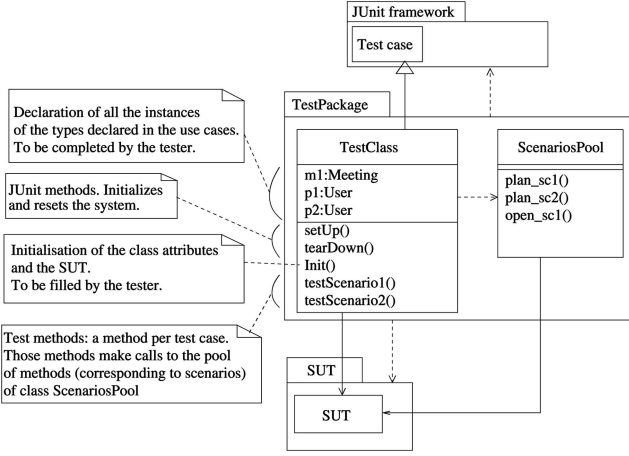 JUnit framework
Test case
TestPackage
Declaration of all the instances
of the types declared in the use cases.
To be completed by the tester.
JUnit methods. Initializes
and resets the system.
Initialisation of the class attributes
and the SUT.
To be filled by the tester.
Test methods: a method per test case.
Those methods make calls to the pool
of methods (corresponding to scenarios)
of class ScenariosPool
TestClass
m1:Meeting
p1:User
p2:User
setUp()
tearDown()
Init()
testScenario1()
testScenario2()
ScenariosPool
plan_sc1()
plan_sc2()
open_sc1()
SUT
SUT